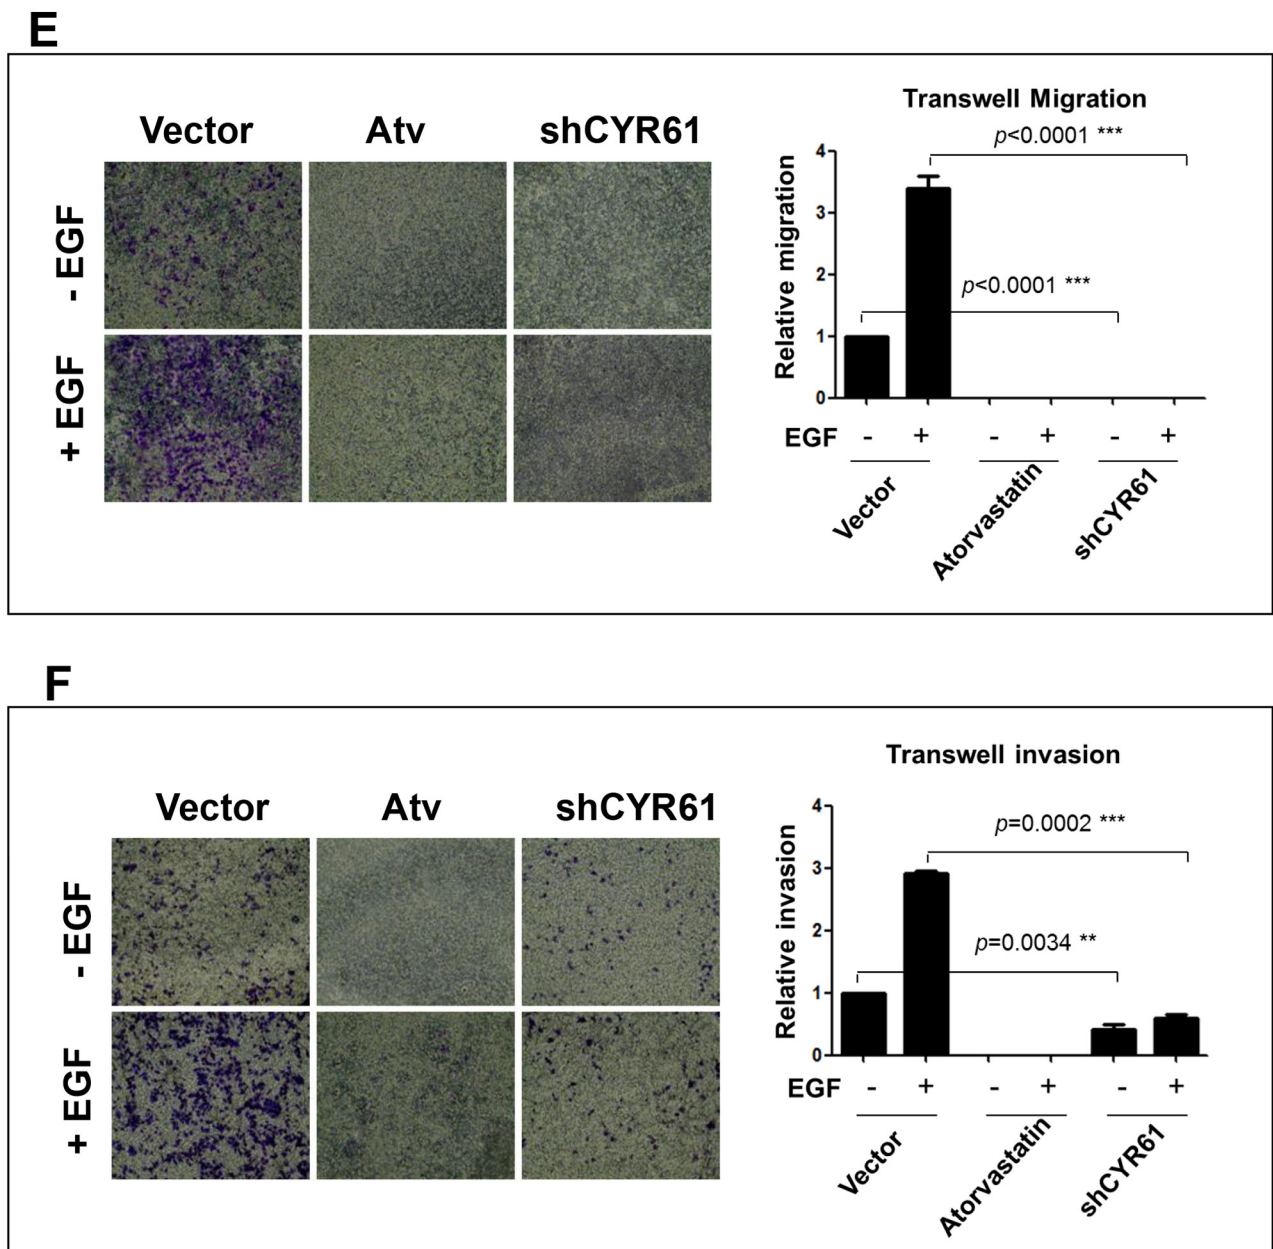 E
Vector Atv shCYR61
- EGF
+ EGF
Transwell Migration
p<0.0001 ***
p<0.0001 ***
Relative migration
4
3
2
1
0
EGF - + - + - +
Vector Atorvastatin shCYR61
F
Vector Atv shCYR61
- EGF
+ EGF
Transwell invasion
p=0.0002 ***
p=0.0034 **
Relative invasion
4
3
2
1
0
EGF - + - + - +
Vector Atorvastatin shCYR61